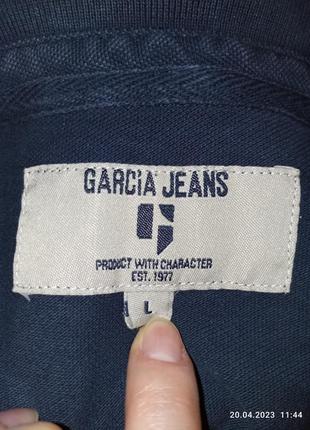 GARCIA JEANS
PRODUCT WITH CHARACTER
EST. 1977
L
20.04.2023 11:44